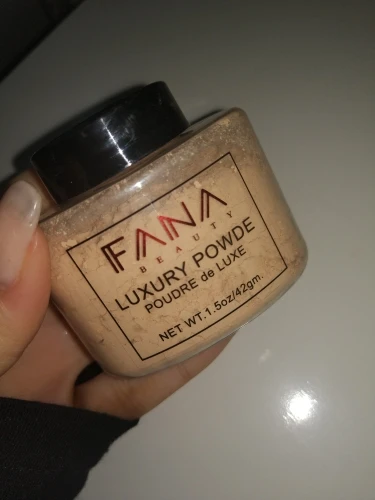 FANA
BEAUTY
LUXURY POWDE
POUDRE de LUXE
NET WT.1.5oz/42gm.